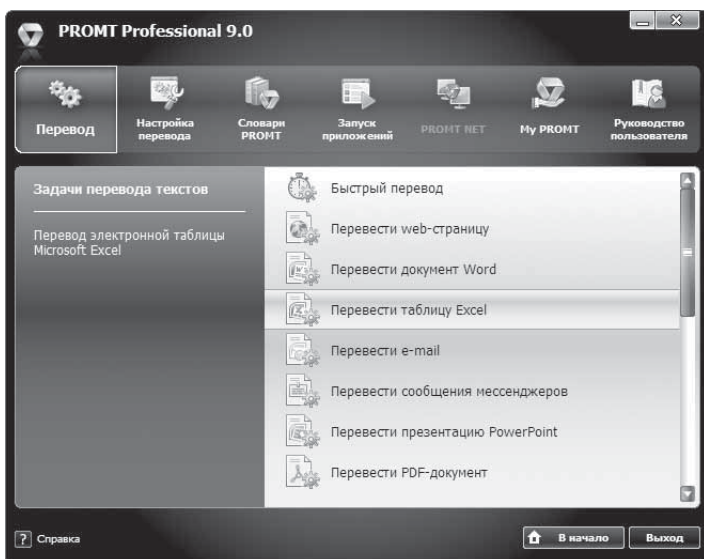 PROMT Professional 9.0
Перевод
Настройка
перевода
Словари
PROMT
Запуск
приложений
PROMT NET
My PROMT
Руководство
пользователя
Задачи перевода текстов
Перевод электронной таблицы
Microsoft Excel
Быстрый перевод
Перевести web-страницу
Перевести документ Word
Перевести таблицу Excel
Перевести e-mail
Перевести сообщения мессенджеров
Перевести презентацию PowerPoint
Перевести PDF-документ
? Справка
В начало
Выход